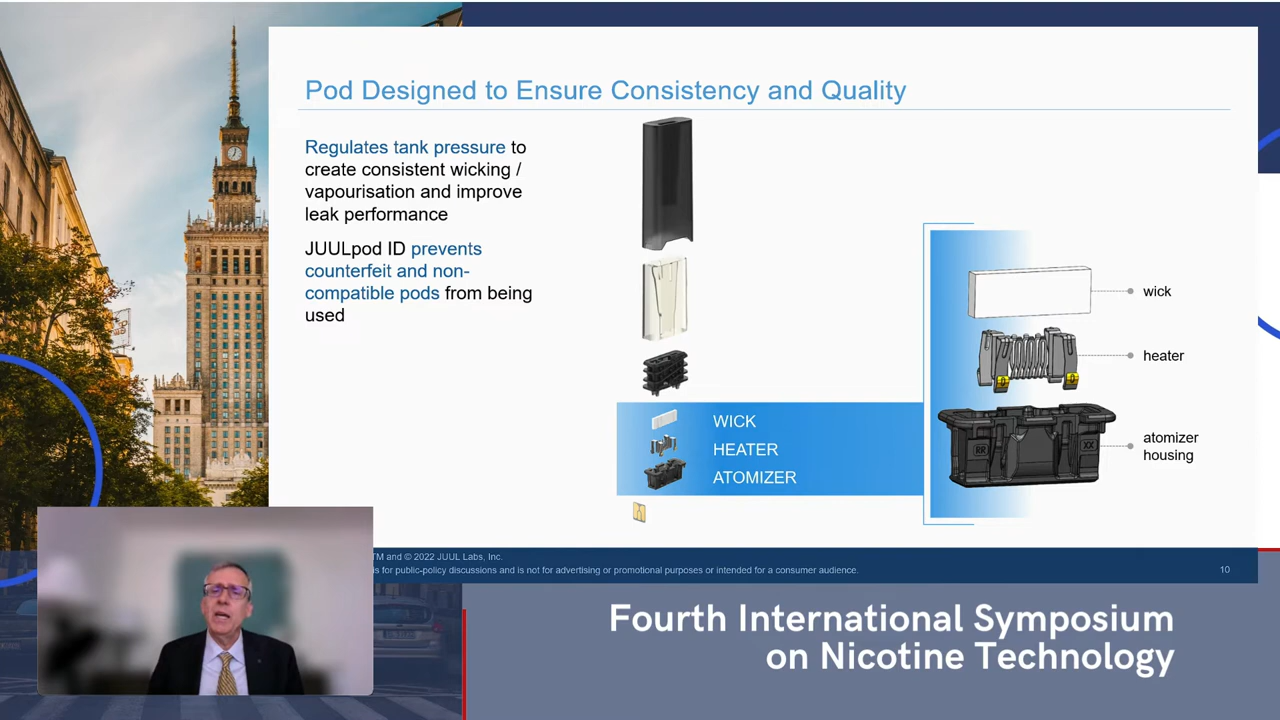 Pod Designed to Ensure Consistency and Quality
Regulates tank pressure to
create consistent wicking /
vapourisation and improve
leak performance
JUULpod ID prevents
counterfeit and non-
compatible pods from being
used
WICK
HEATER
ATOMIZER
wick
heater
RR
XX
atomizer
housing
TM and © 2022 JUUL Labs, Inc.
is for public-policy discussions and is not for advertising or promotional purposes or intended for a consumer audience.
10
Fourth International Symposium
on Nicotine Technology